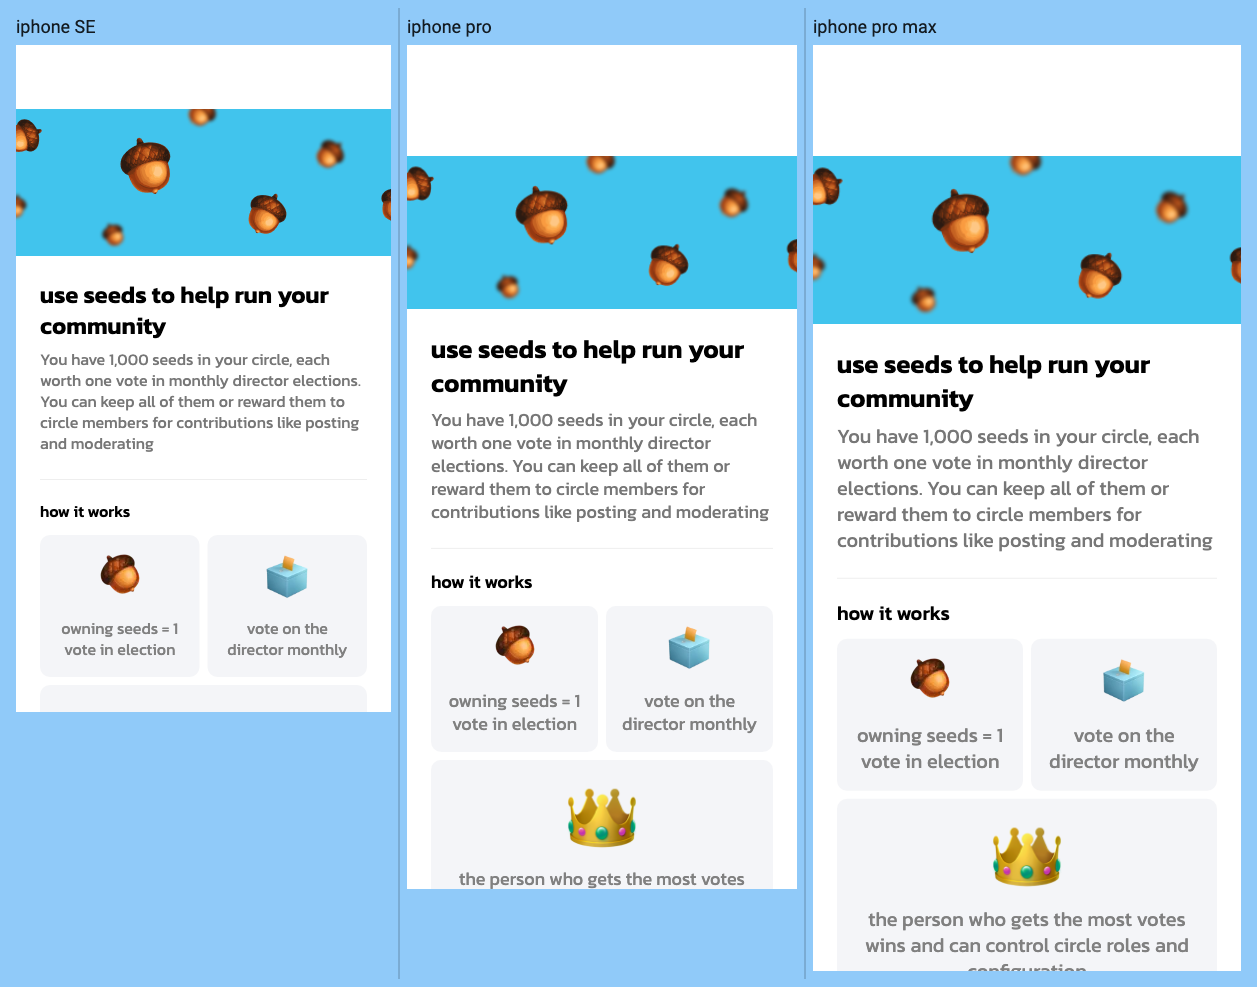 iphone SE
use seeds to help run your
community
You have 1,000 seeds in your circle, each
worth one vote in monthly director elections.
You can keep all of them or reward them to
circle members for contributions like posting
and moderating
how it works
owning seeds = 1
vote in election
vote on the
director monthly
iphone pro
use seeds to help run your
community
You have 1,000 seeds in your circle, each
worth one vote in monthly director
elections. You can keep all of them or
reward them to circle members for
contributions like posting and moderating
how it works
owning seeds = 1
vote in election
vote on the
director monthly
the person who gets the most votes
iphone pro max
use seeds to help run your
community
You have 1,000 seeds in your circle, each
worth one vote in monthly director
elections. You can keep all of them or
reward them to circle members for
contributions like posting and moderating
how it works
owning seeds = 1
vote in election
vote on the
director monthly
the person who gets the most votes
wins and can control circle roles and
configuration